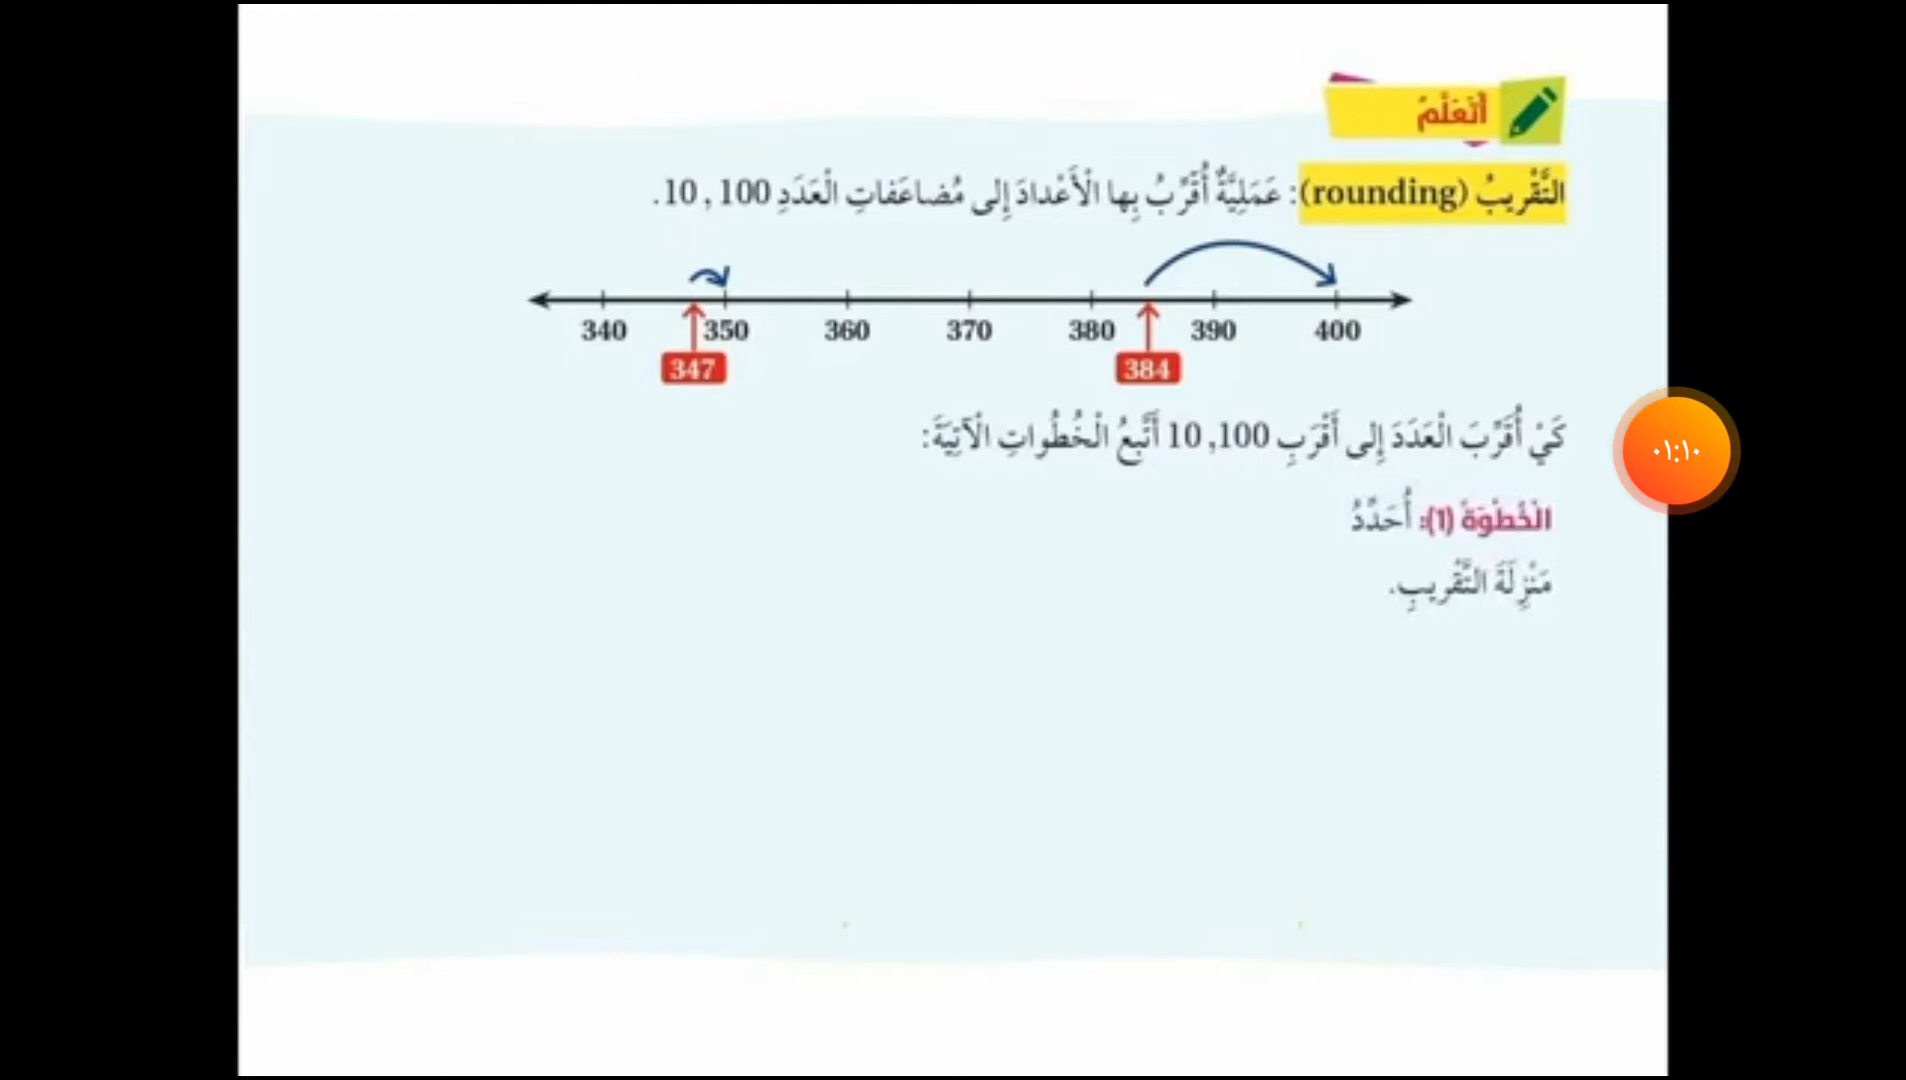 أَتَعَلَّمُ
التَّقْريبُ (rounding): عَمَلِيَّةٌ أُقَرِّبُ بِها الْأَعْدادَ إِلى مُضاعَفاتِ الْعَدَدِ 100 ,10.
340 350 360 370 380 390 400
347 384
كَيْ أُقَرِّبَ الْعَدَدَ إِلى أَقْرَبِ 100, 10 أَتَّبِعُ الْخُطُواتِ الْآتِيَةَ:
٠١:١٠
الْخُطْوَةُ (1): أُحَدِّدُ
مَنْزِلَةَ التَّقْريبِ.